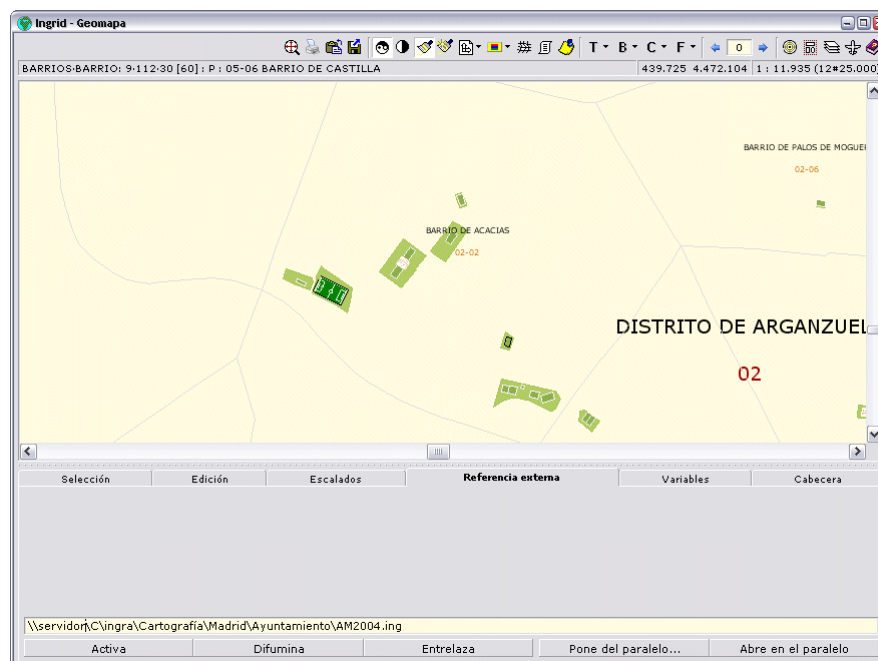 Ingrid - Geomapa
T B C F 0
BARRIOS·BARRIO: 9·112·30 [60] : P : 05-06 BARRIO DE CASTILLA 439.725 4.472.104 1 : 11.935 (12#25.000)
BARRIO DE PALOS DE MOGUER
02-06
BARRIO DE ACACIAS
02-02
DISTRITO DE ARGANZUEL
02
Selección Edición Escalados Referencia externa Variables Cabecera
\\servidor\C\ingra\Cartografía\Madrid\Ayuntamiento\AM2004.ing
Activa Difumina Entrelaza Pone del paralelo... Abre en el paralelo